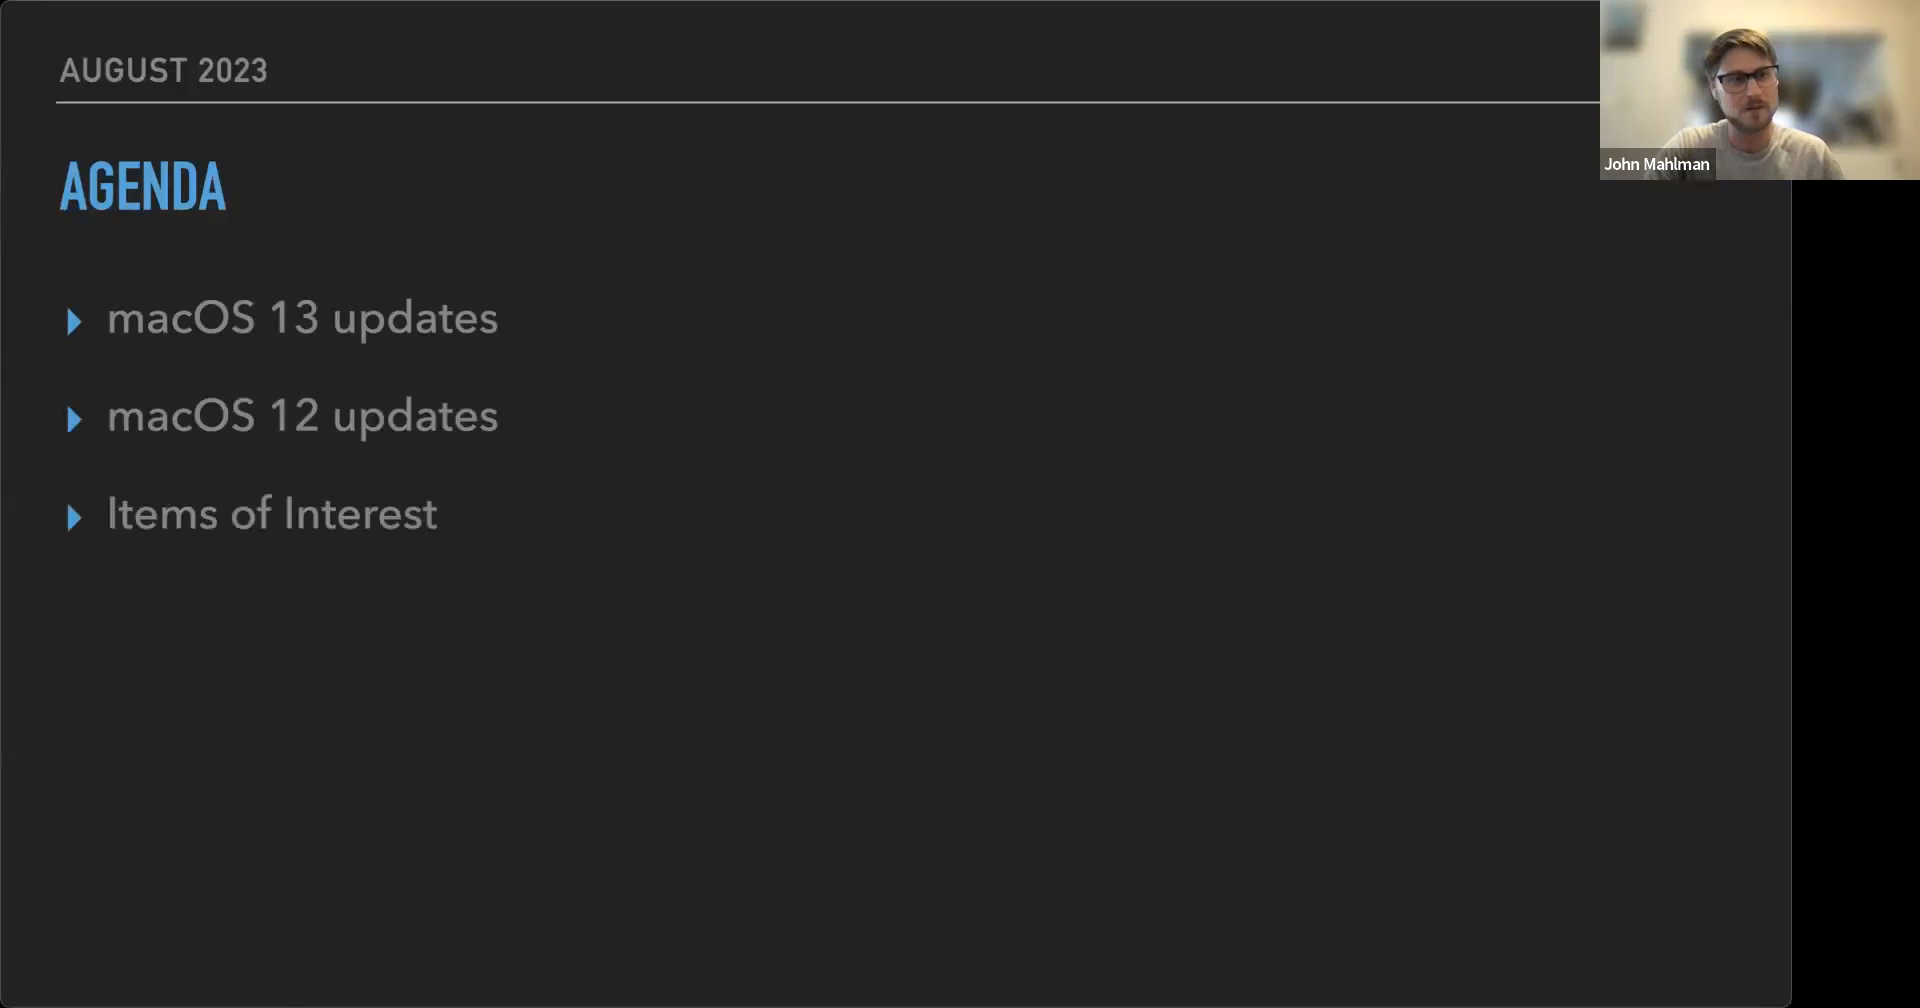 AUGUST 2023
John Mahlman
AGENDA
macOS 13 updates
macOS 12 updates
Items of Interest